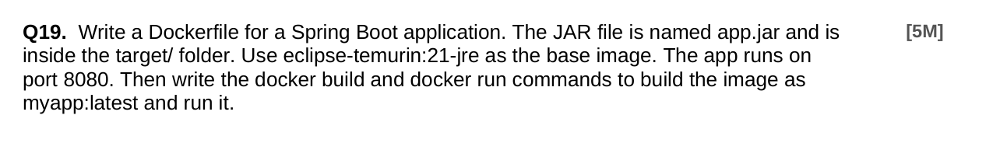 Q19. Write a Dockerfile for a Spring Boot application. The JAR file is named app.jar and is [5M]
inside the target/ folder. Use eclipse-temurin:21-jre as the base image. The app runs on
port 8080. Then write the docker build and docker run commands to build the image as
myapp:latest and run it.